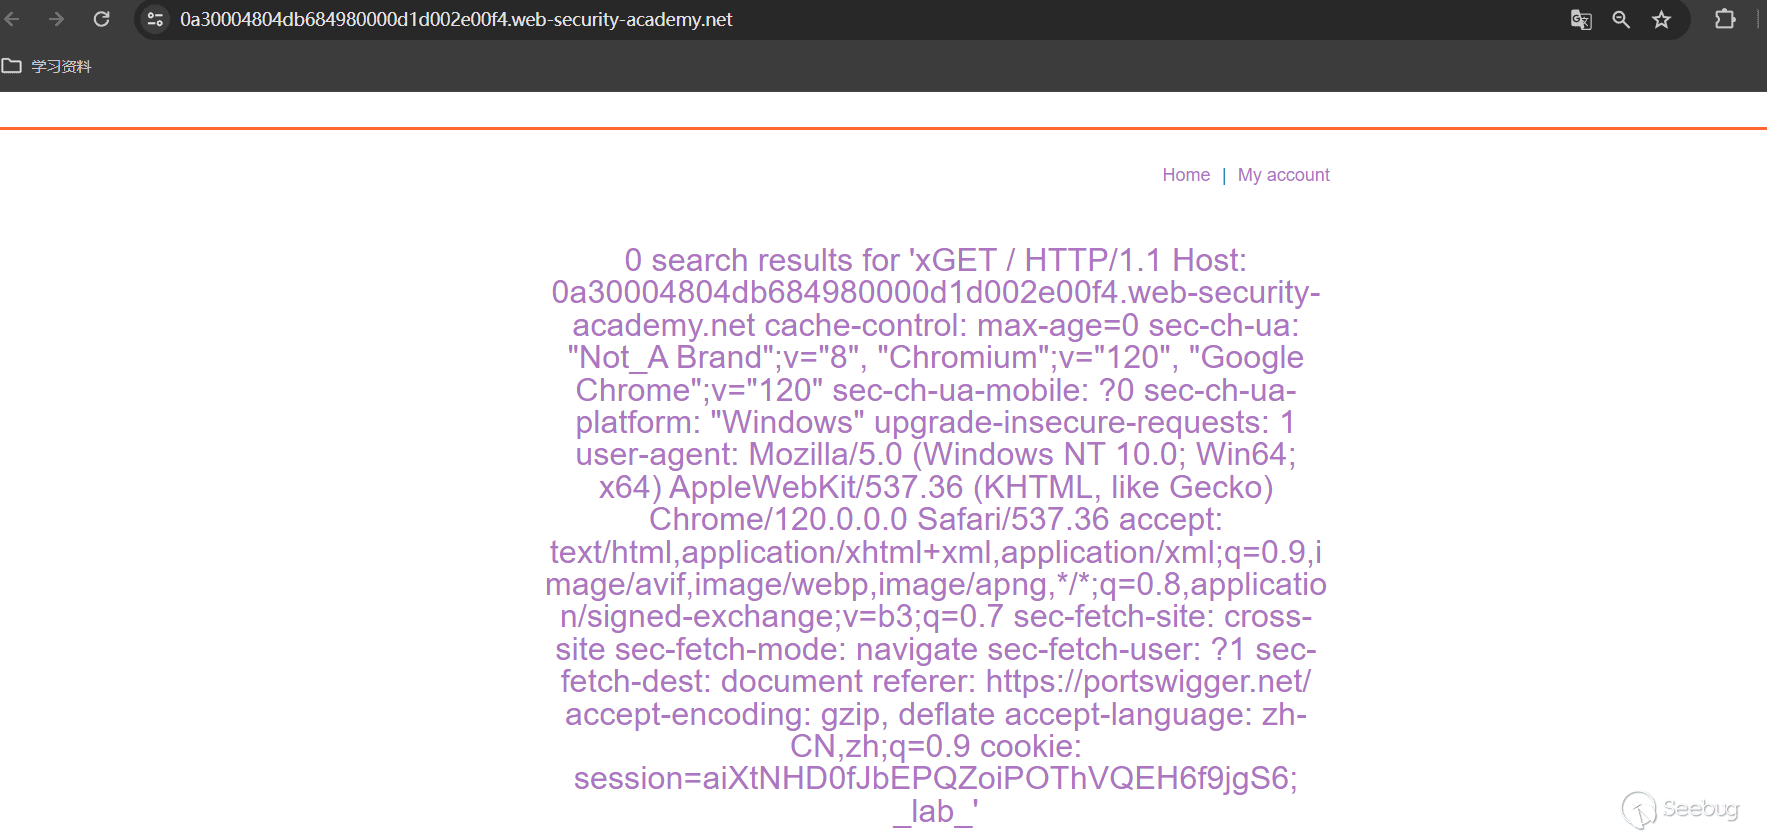 0a30004804db684980000d1d002e00f4.web-security-academy.net
学习资料
Home | My account
0 search results for 'xGET / HTTP/1.1 Host:
0a30004804db684980000d1d002e00f4.web-security-
academy.net cache-control: max-age=0 sec-ch-ua:
"Not_A Brand";v="8", "Chromium";v="120", "Google
Chrome";v="120" sec-ch-ua-mobile: ?0 sec-ch-ua-
platform: "Windows" upgrade-insecure-requests: 1
user-agent: Mozilla/5.0 (Windows NT 10.0; Win64;
x64) AppleWebKit/537.36 (KHTML, like Gecko)
Chrome/120.0.0.0 Safari/537.36 accept:
text/html,application/xhtml+xml,application/xml;q=0.9,i
mage/avif,image/webp,image/apng,*/*;q=0.8,applicatio
n/signed-exchange;v=b3;q=0.7 sec-fetch-site: cross-
site sec-fetch-mode: navigate sec-fetch-user: ?1 sec-
fetch-dest: document referer: https://portswigger.net/
accept-encoding: gzip, deflate accept-language: zh-
CN,zh;q=0.9 cookie:
session=aiXtNHD0fJbEPQZoiPOThVQEH6f9jgS6;
_lab_'
Seebug